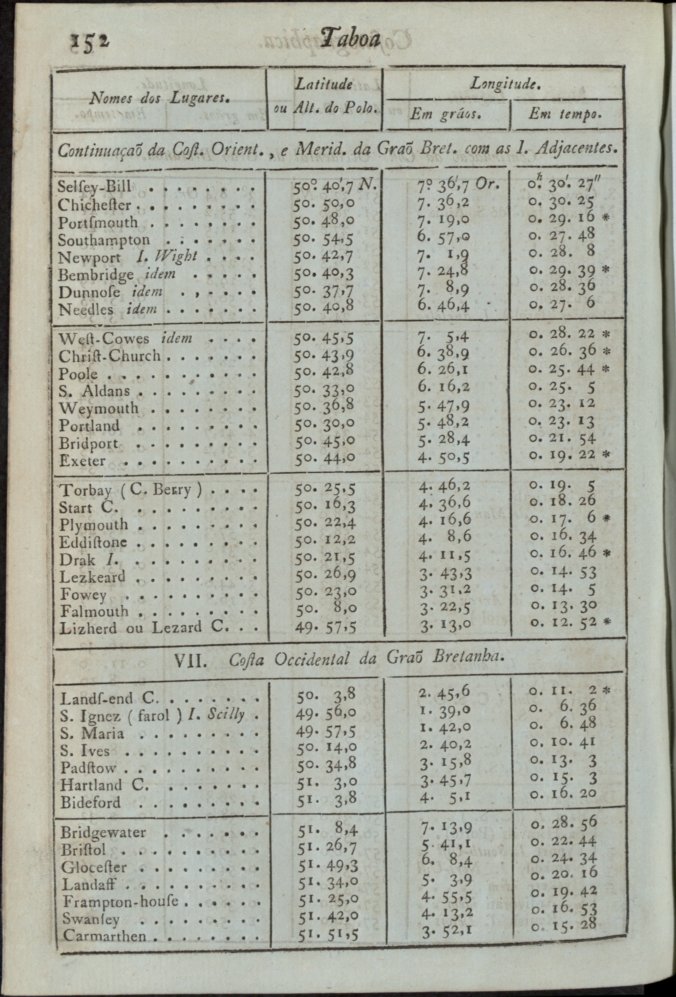 152 Taboa
Nomes dos Lugares. Latitude ou Alt. do Polo. Longitude.
Em gráos. Em tempo.
Continuaçaõ da Coſt. Orient., e Merid. da Graõ Bret. com as I. Adjacentes.
Selſey-Bill . . . . . . . 50º. 40',7 N. 7º 36',7 Or. 0ʰ 30'. 27"
Chicheſter . . . . . . . . 50. 50,0 7. 36,2 0. 30. 25
Portſmouth . . . . . . . 50. 48,0 7. 19,0 0. 29. 16 *
Southampton . . . . . . 50. 54,5 6. 57,0 0. 27. 48
Newport I. Wight . . . . 50. 42,7 7. 1,9 0. 28. 8
Bembridge idem . . . . . 50. 40,3 7. 24,8 0. 29. 39 *
Dunnoſe idem . . . . . 50. 37,7 7. 8,9 0. 28. 36
Needles idem . . . . . . 50. 40,8 6. 46,4 0. 27. 6
Weſt-Cowes idem . . . . 50. 45,5 7. 5,4 0. 28. 22 *
Chriſt-Church . . . . . . 50. 43,9 6. 38,9 0. 26. 36 *
Poole . . . . . . . . . 50. 42,8 6. 26,1 0. 25. 44 *
S. Aldans . . . . . . . . 50. 33,0 6. 16,2 0. 25. 5
Weymouth . . . . . . . 50. 36,8 5. 47,9 0. 23. 12
Portland . . . . . . . . 50. 30,0 5. 48,2 0. 23. 13
Bridport . . . . . . . . 50. 45,0 5. 28,4 0. 21. 54
Exeter . . . . . . . . . 50. 44,0 4. 50,5 0. 19. 22 *
Torbay ( C. Berry ) . . . . 50. 25,5 4. 46,2 0. 19. 5
Start C. . . . . . . . . 50. 16,3 4. 36,6 0. 18. 26
Plymouth . . . . . . . . 50. 22,4 4. 16,6 0. 17. 6 *
Eddiſtone . . . . . . . . 50. 12,2 4. 8,6 0. 16. 34
Drak I. . . . . . . . . 50. 21,5 4. 11,5 0. 16. 46 *
Lezkeard . . . . . . . . 50. 26,9 3. 43,3 0. 14. 53
Fowey . . . . . . . . 50. 23,0 3. 31,2 0. 14. 5
Falmouth . . . . . . . . 50. 8,0 3. 22,5 0. 13. 30
Lizherd ou Lezard C. . . 49. 57,5 3. 13,0 0. 12. 52 *
VII. Coſta Occidental da Graõ Bretanha.
Landſ-end C. . . . . . . . 50. 3,8 2. 45,6 0. 11. 2 *
S. Ignez ( farol ) I. Scilly . 49. 56,0 1. 39,0 0. 6. 36
S. Maria . . . . . . . . 49. 57,5 1. 42,0 0. 6. 48
S. Ives . . . . . . . . 50. 14,0 2. 40,2 0. 10. 41
Padſtow . . . . . . . . 50. 34,8 3. 15,8 0. 13. 3
Hartland C. . . . . . . . 51. 3,0 3. 45,7 0. 15. 3
Bideford . . . . . . . . 51. 3,8 4. 5,1 0. 16. 20
Bridgewater . . . . . . . 51. 8,4 7. 13,9 0. 28. 56
Briſtol . . . . . . . . . 51. 26,7 5. 41,1 0. 22. 44
Gloceſter . . . . . . . . 51. 49,3 6. 8,4 0. 24. 34
Landaff . . . . . . . . 51. 34,0 5. 3,9 0. 20. 16
Frampton-houſe . . . . . . 51. 25,0 4. 55,5 0. 19. 42
Swanſey . . . . . . . . 51. 42,0 4. 13,2 0. 16. 53
Carmarthen . . . . . . . . 51. 51,5 3. 52,1 0. 15. 28